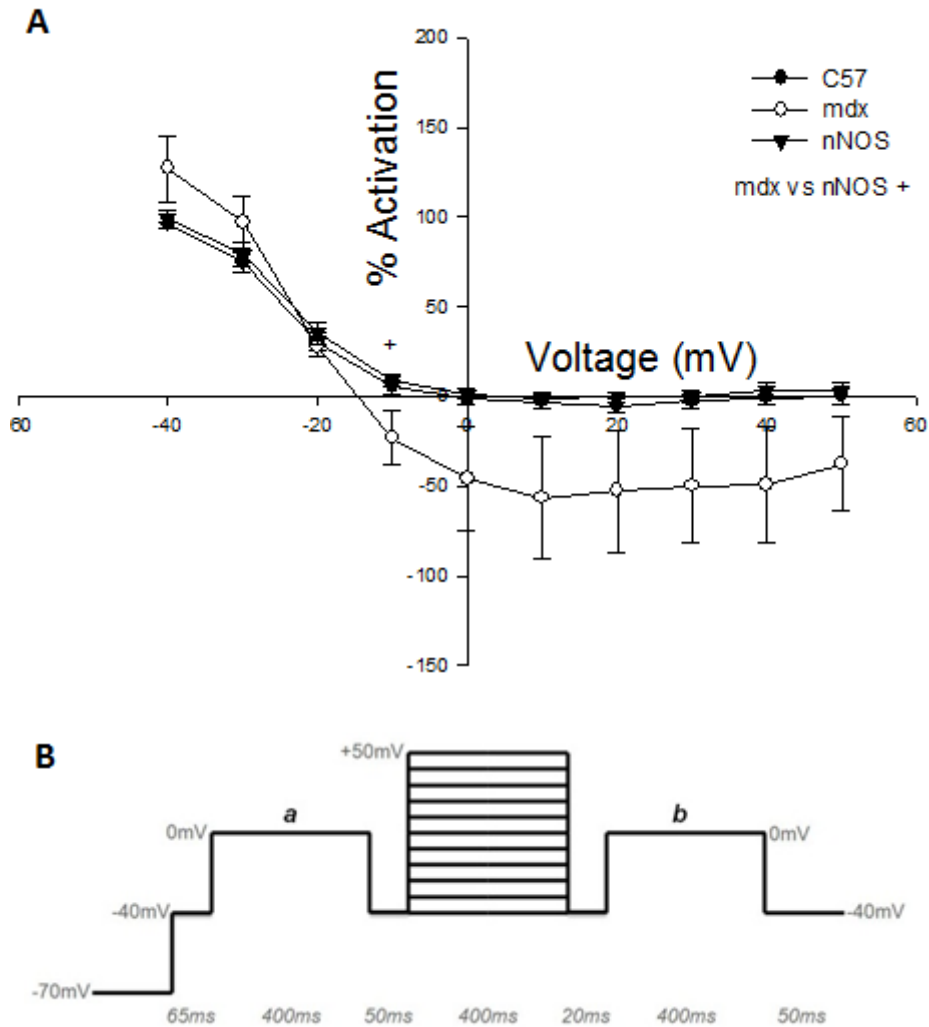 A
200
150
100
50
0
-50
-100
-150
% Activation
C57
mdx
nNOS
mdx vs nNOS +
+
Voltage (mV)
60
-40
-20
0
20
40
60
B
+50mV
a
b
0mV
0mV
-40mV
-40mV
-70mV
65ms 400ms 50ms 400ms 20ms 400ms 50ms